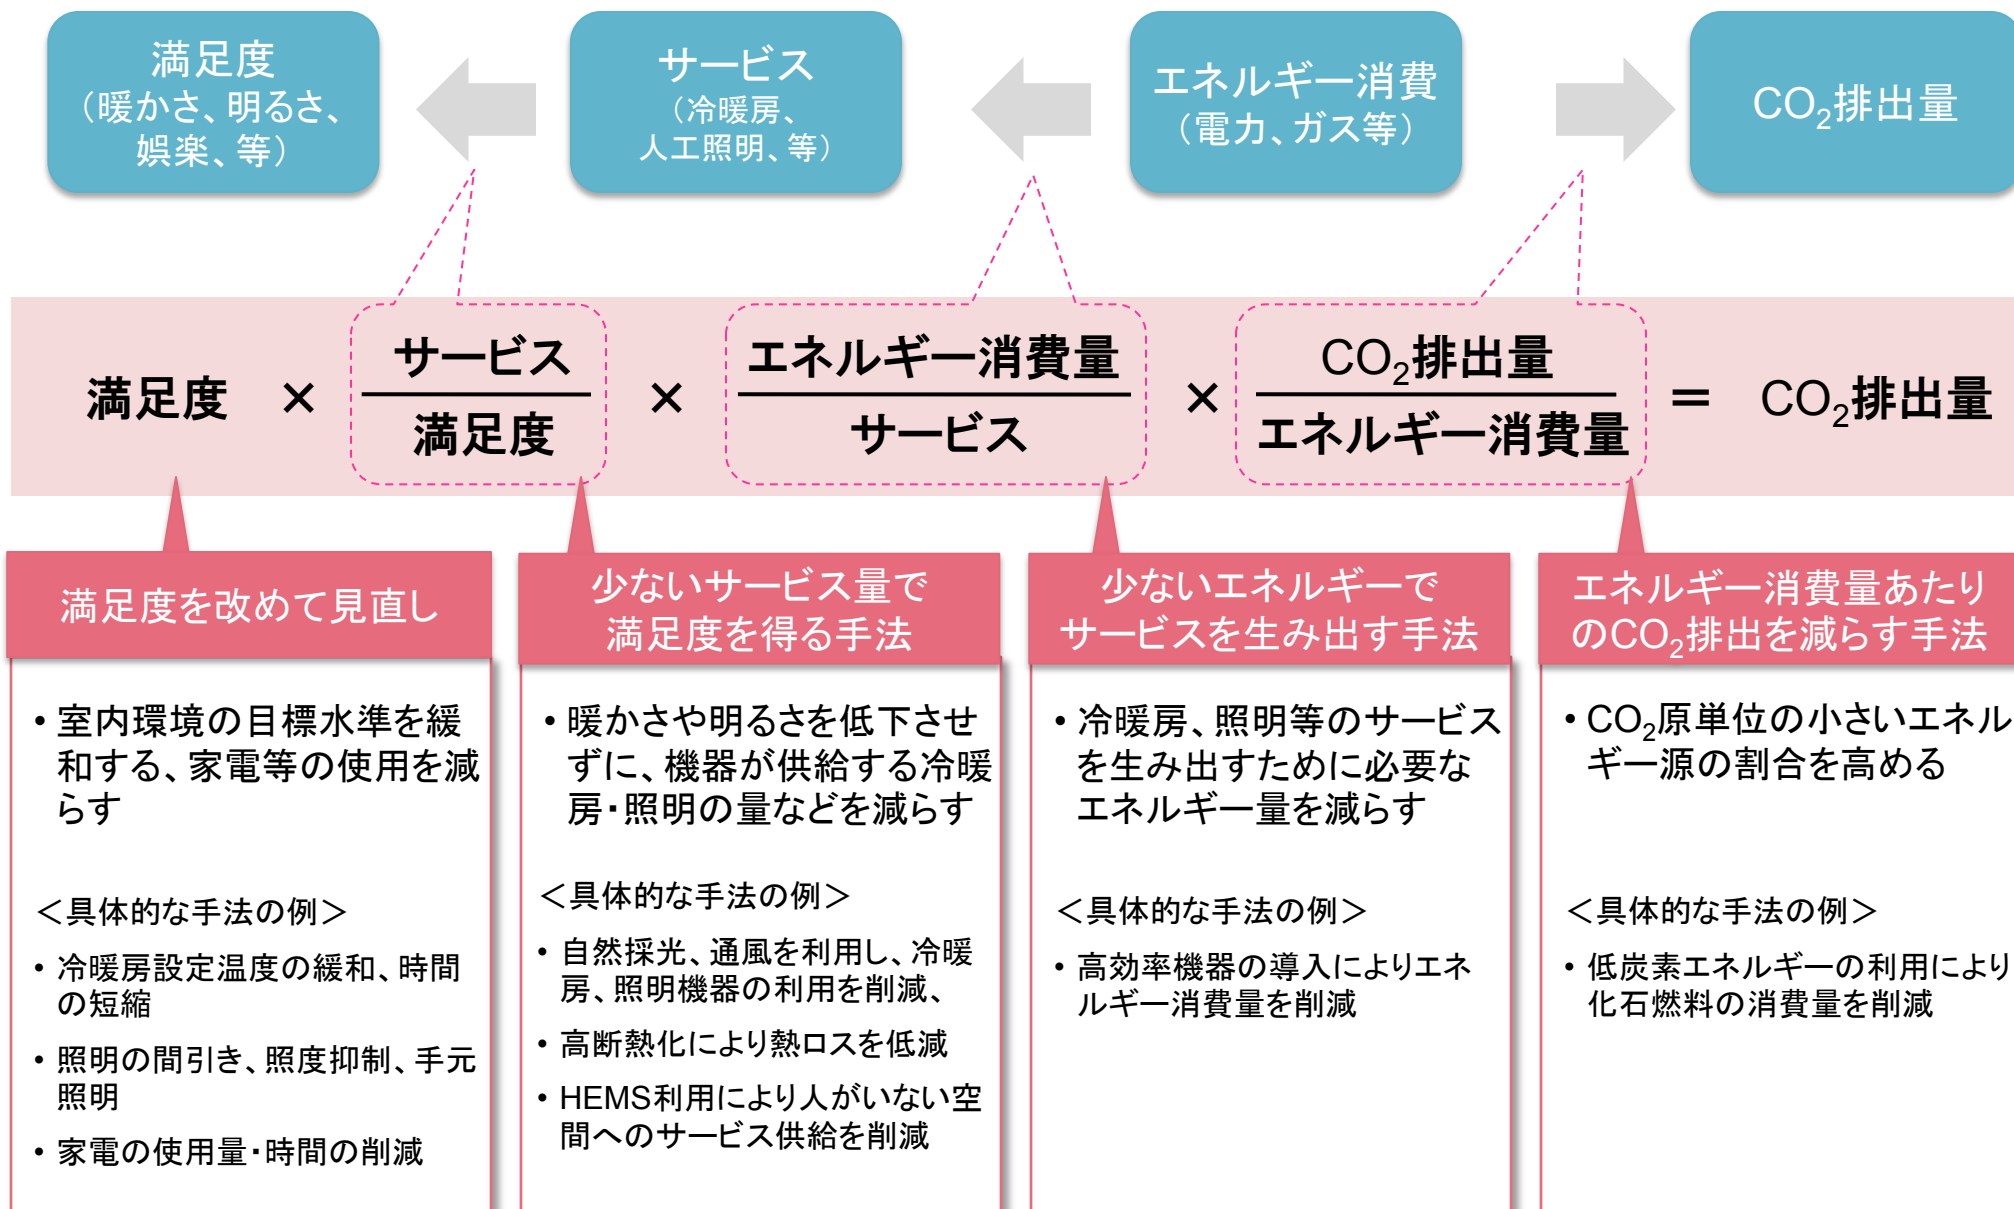 満足度
（暖かさ、明るさ、
娯楽、等）
サービス
（冷暖房、
人工照明、等）
エネルギー消費
（電力、ガス等）
CO₂排出量
満足度 × サービス / 満足度 × エネルギー消費量 / サービス × CO₂排出量 / エネルギー消費量 ＝ CO₂排出量
満足度を改めて見直し
・室内環境の目標水準を緩
和する、家電等の使用を減
らす
＜具体的な手法の例＞
・冷暖房設定温度の緩和、時間
の短縮
・照明の間引き、照度抑制、手元
照明
・家電の使用量・時間の削減
少ないサービス量で
満足度を得る手法
・暖かさや明るさを低下させ
ずに、機器が供給する冷暖
房・照明の量などを減らす
＜具体的な手法の例＞
・自然採光、通風を利用し、冷暖
房、照明機器の利用を削減、
・高断熱化により熱ロスを低減
・HEMS利用により人がいない空
間へのサービス供給を削減
少ないエネルギーで
サービスを生み出す手法
・冷暖房、照明等のサービス
を生み出すために必要な
エネルギー量を減らす
＜具体的な手法の例＞
・高効率機器の導入によりエネ
ルギー消費量を削減
エネルギー消費量あたり
のCO₂排出を減らす手法
・CO₂原単位の小さいエネル
ギー源の割合を高める
＜具体的な手法の例＞
・低炭素エネルギーの利用により
化石燃料の消費量を削減